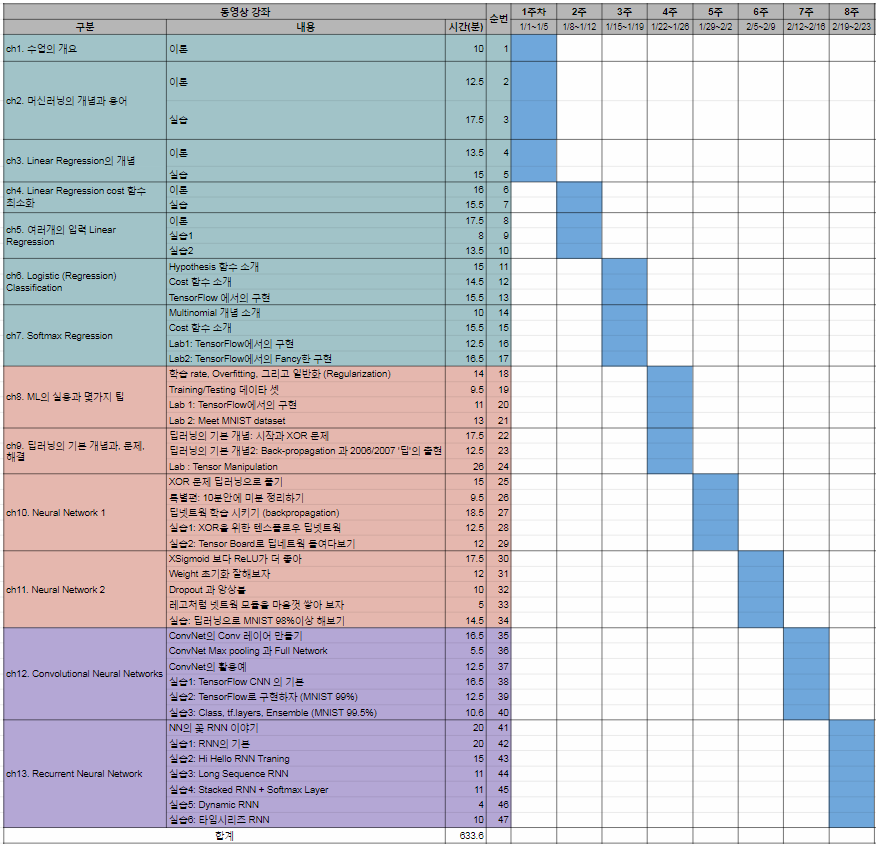 동영상 강좌 순번 1주차 2주 3주 4주 5주 6주 7주 8주
구분 내용 시간(분) 1/1~1/5 1/8~1/12 1/15~1/19 1/22~1/26 1/29~2/2 2/5~2/9 2/12~2/16 2/19~2/23
ch1. 수업의 개요 이론 10 1
ch2. 머신러닝의 개념과 용어 이론 12.5 2
실습 17.5 3
ch3. Linear Regression의 개념 이론 13.5 4
실습 15 5
ch4. Linear Regression cost 함수 이론 16 6
최소화 실습 15.5 7
ch5. 여러개의 입력 Linear 이론 17.5 8
Regression 실습1 8 9
실습2 13.5 10
ch6. Logistic (Regression) Hypothesis 함수 소개 15 11
Classification Cost 함수 소개 14.5 12
TensorFlow 에서의 구현 15.5 13
ch7. Softmax Regression Multinomial 개념 소개 10 14
Cost 함수 소개 15.5 15
Lab1: TensorFlow에서의 구현 12.5 16
Lab2: TensorFlow에서의 Fancy한 구현 16.5 17
ch8. ML의 실용과 몇가지 팁 학습 rate, Overfitting, 그리고 일반화 (Regularization) 14 18
Training/Testing 데이타 셋 9.5 19
Lab 1: TensorFlow에서의 구현 11 20
Lab 2: Meet MNIST dataset 13 21
ch9. 딥러닝의 기본 개념과, 문제, 딥러닝의 기본 개념: 시작과 XOR 문제 17.5 22
해결 딥러닝의 기본 개념2: Back-propagation 과 2006/2007 '딥'의 출현 12.5 23
Lab : Tensor Manipulation 26 24
ch10. Neural Network 1 XOR 문제 딥러닝으로 풀기 15 25
특별편: 10분안에 미분 정리하기 9.5 26
딥넷트웍 학습 시키기 (backpropagation) 18.5 27
실습1: XOR을 위한 텐스플로우 딥넷트웍 12.5 28
실습2: Tensor Board로 딥네트웍 들여다보기 12 29
ch11. Neural Network 2 XSigmoid 보다 ReLU가 더 좋아 17.5 30
Weight 초기화 잘해보자 12 31
Dropout 과 앙상블 10 32
레고처럼 넷트웍 모듈을 마음껏 쌓아 보자 5 33
실습: 딥러닝으로 MNIST 98%이상 해보기 14.5 34
ch12. Convolutional Neural Networks ConvNet의 Conv 레이어 만들기 16.5 35
ConvNet Max pooling 과 Full Network 5.5 36
ConvNet의 활용예 12.5 37
실습1: TensorFlow CNN 의 기본 16.5 38
실습2: TensorFlow로 구현하자 (MNIST 99%) 12.5 39
실습3: Class, tf.layers, Ensemble (MNIST 99.5%) 10.6 40
ch13. Recurrent Neural Network NN의 꽃 RNN 이야기 20 41
실습1: RNN의 기본 20 42
실습2: Hi Hello RNN Traning 15 43
실습3: Long Sequence RNN 11 44
실습4: Stacked RNN + Softmax Layer 11 45
실습5: Dynamic RNN 4 46
실습6: 타임시리즈 RNN 10 47
합계 633.6